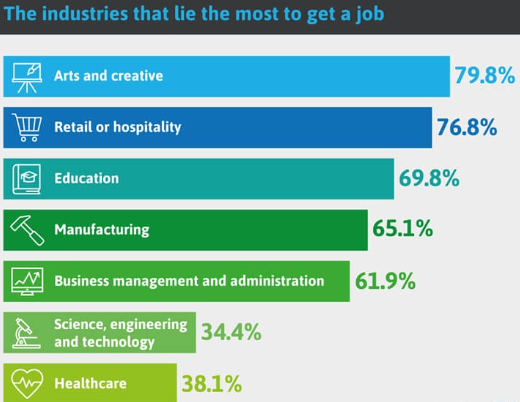 The industries that lie the most to get a job
Arts and creative 79.8%
Retail or hospitality 76.8%
Education 69.8%
Manufacturing 65.1%
Business management and administration 61.9%
Science, engineering
and technology 34.4%
Healthcare 38.1%